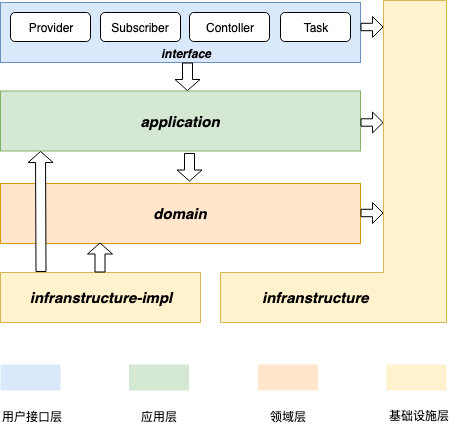 Provider Subscriber Contoller Task
interface
application
domain
infranstructure-impl infranstructure
用户接口层 应用层 领域层 基础设施层